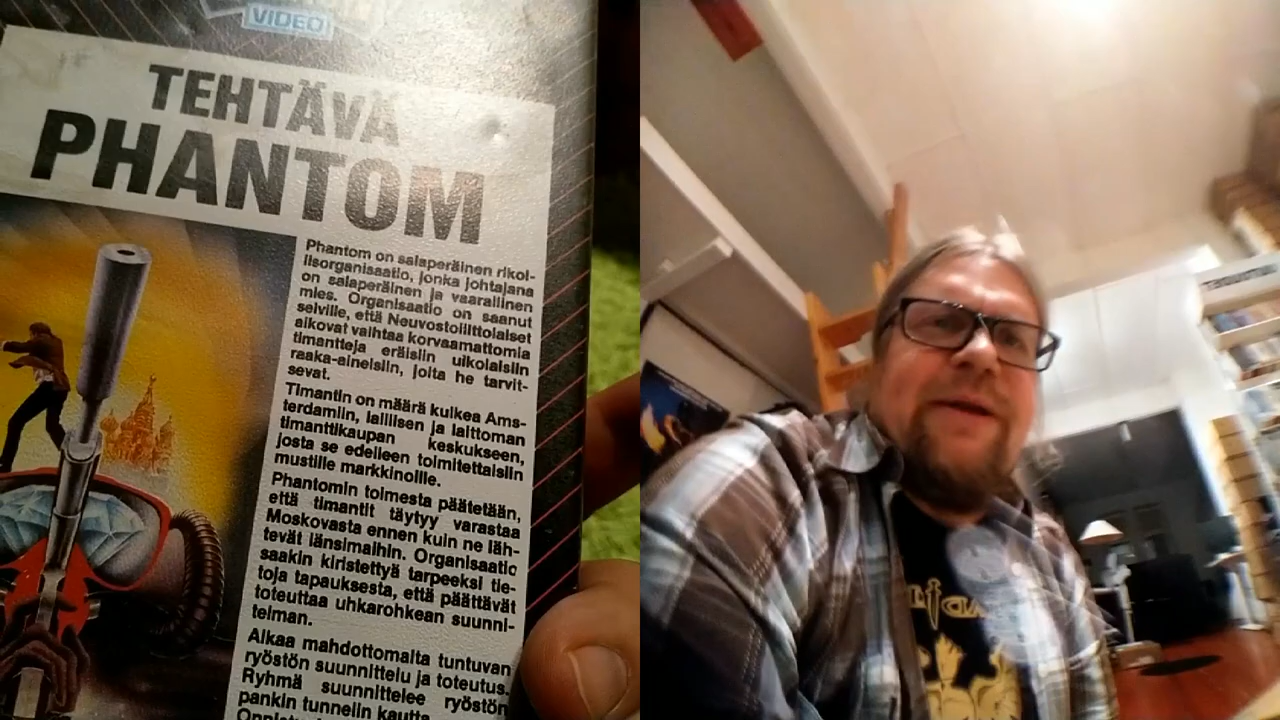 VIDEO
TEHTÄVÄ
PHANTOM
Phantom on salaperäinen rikol-
lisorganisaatio, jonka johtajana
on salaperäinen ja vaarallinen
mies. Organisaatio on saanut
selville, että Neuvostoliittolaiset
aikovat vaihtaa korvaamattomia
timantteja eräisiin ulkolaisiin
raaka-aineisiin, joita he tarvit-
sevat.
Timantin on määrä kulkea Ams-
terdamiin, laillisen ja laittoman
timanttikaupan keskukseen,
josta se edelleen toimitettaisiin
mustille markkinoille.
Phantomin toimesta päätetään,
että timantit täytyy varastaa
Moskovasta ennen kuin ne läh-
tevät länsimaihin. Organisaatio
saakin kiristettyä tarpeeksi tie-
toja tapauksesta, että päättävät
toteuttaa uhkarohkean suunni-
telman.
Alkaa mahdottomalta tuntuvan
ryöstön suunnittelu ja toteutus.
Ryhmä suunnittelee ryöstön
pankin tunnelin kautta.